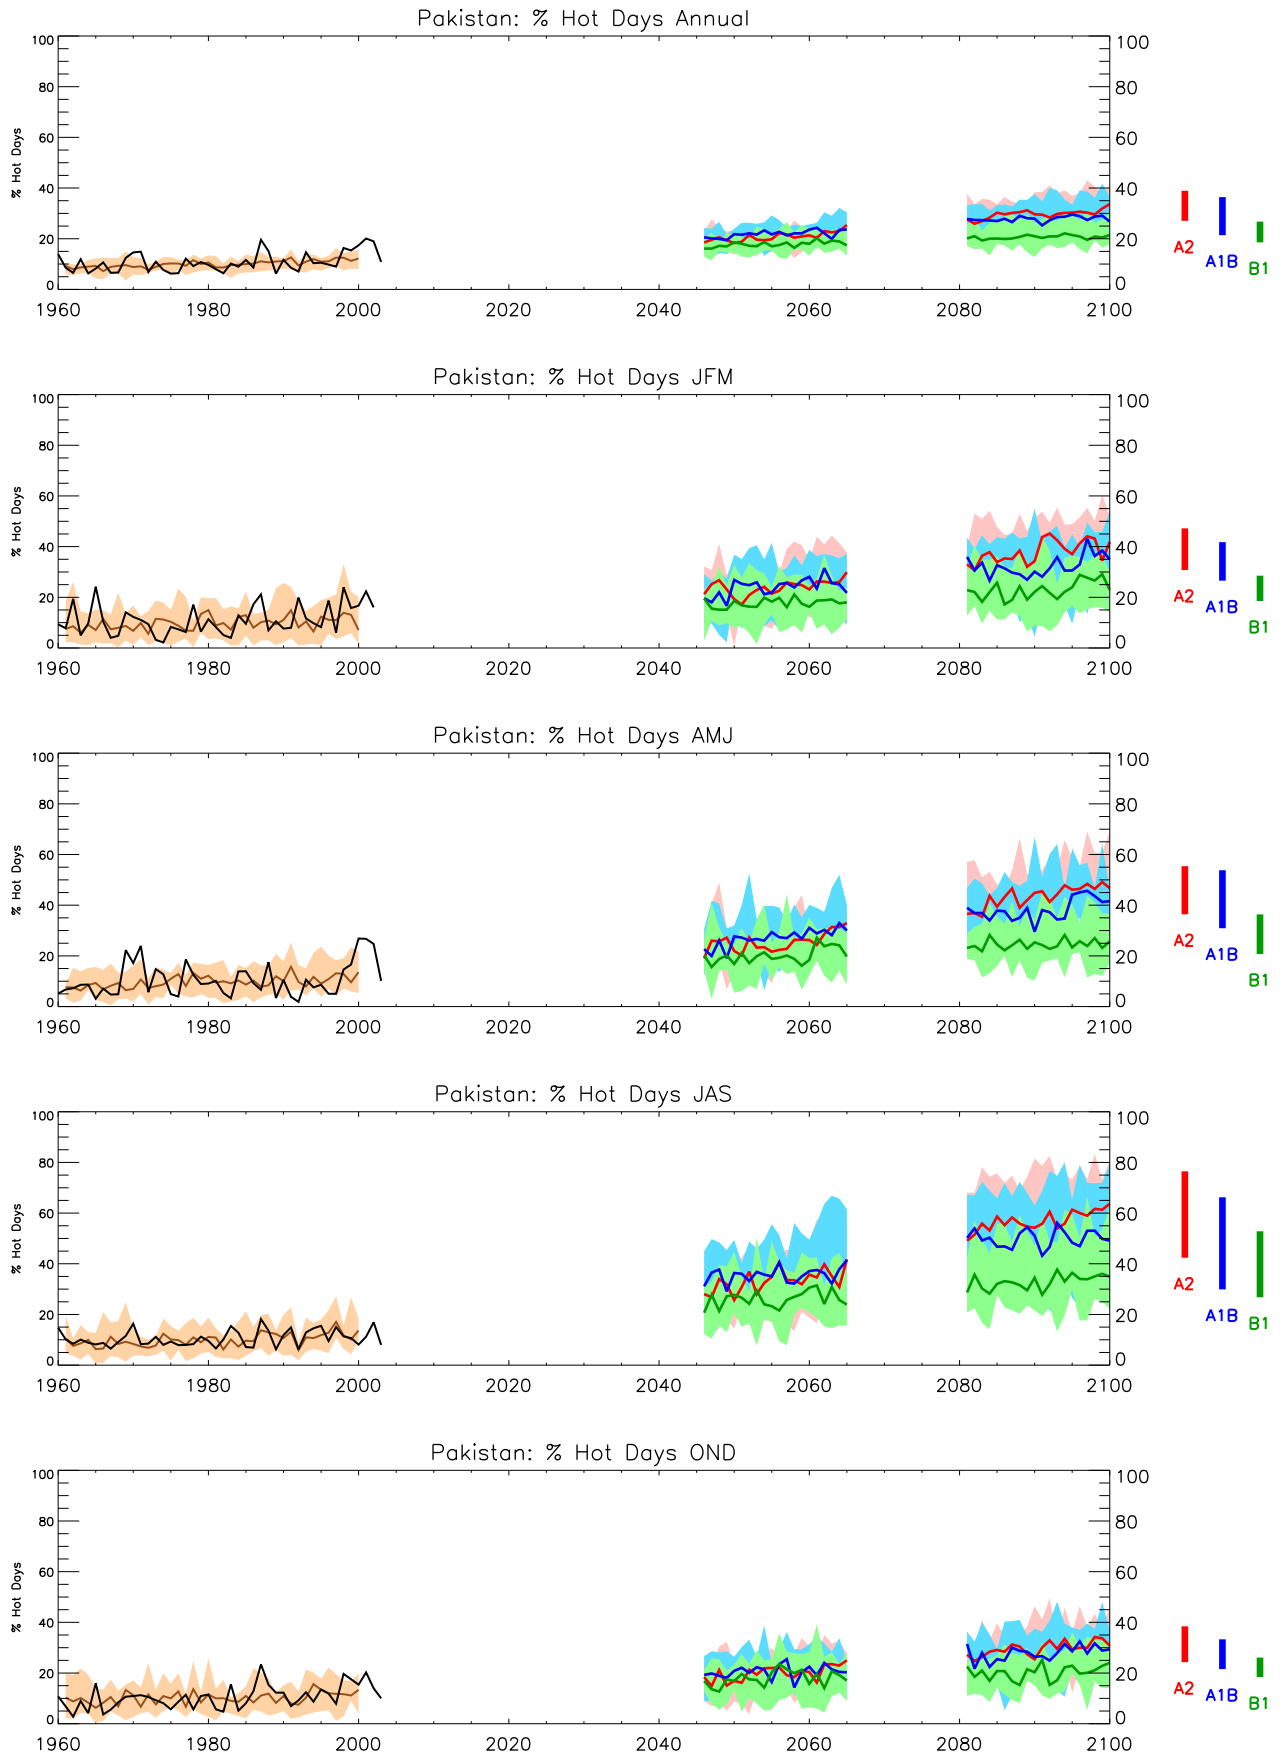 Pakistan: % Hot Days Annual
100 80 60 40 20 0
% Hot Days
100 80 60 40 20 0
1960 1980 2000 2020 2040 2060 2080 2100
A2 A1B B1
Pakistan: % Hot Days JFM
100 80 60 40 20 0
% Hot Days
100 80 60 40 20 0
1960 1980 2000 2020 2040 2060 2080 2100
A2 A1B B1
Pakistan: % Hot Days AMJ
100 80 60 40 20 0
% Hot Days
100 80 60 40 20 0
1960 1980 2000 2020 2040 2060 2080 2100
A2 A1B B1
Pakistan: % Hot Days JAS
100 80 60 40 20 0
% Hot Days
100 80 60 40 20 0
1960 1980 2000 2020 2040 2060 2080 2100
A2 A1B B1
Pakistan: % Hot Days OND
100 80 60 40 20 0
% Hot Days
100 80 60 40 20 0
1960 1980 2000 2020 2040 2060 2080 2100
A2 A1B B1